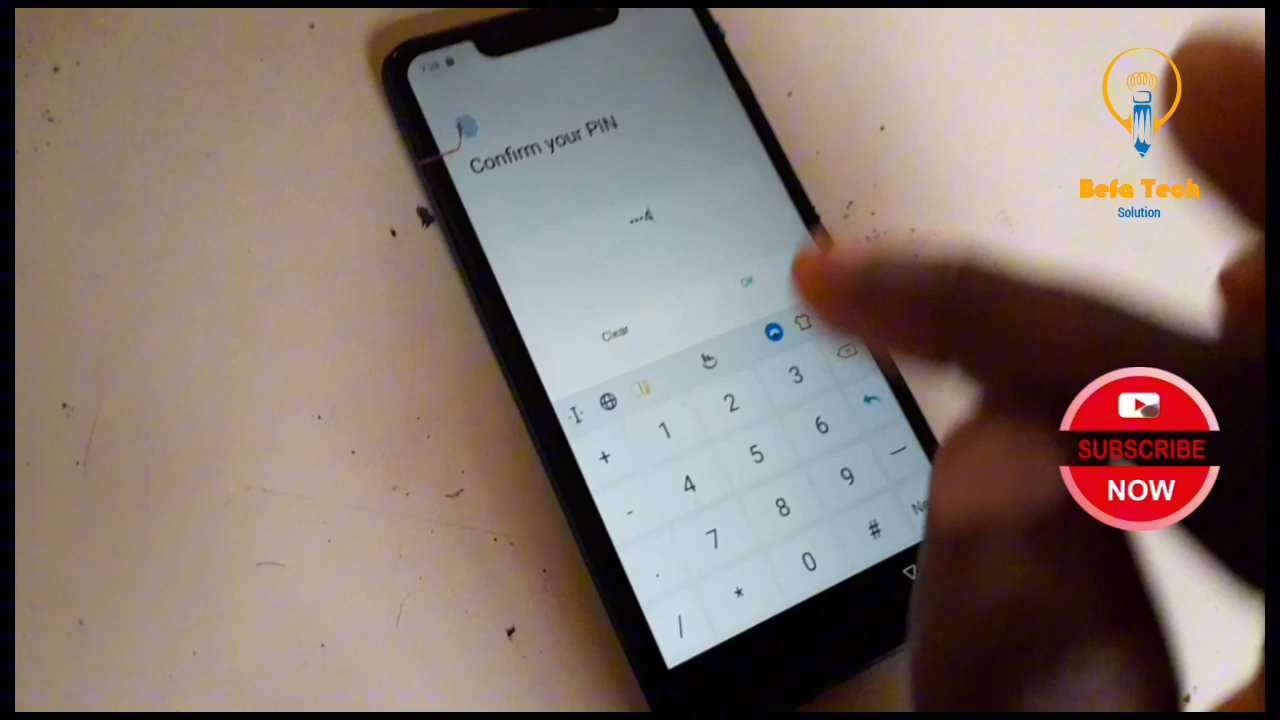 Confirm your PIN
...4
OK
Clear
1 2 3
+
4 5 6
-
7 8 9
.
* 0 #
/
Befa Tech
Solution
SUBSCRIBE
NOW